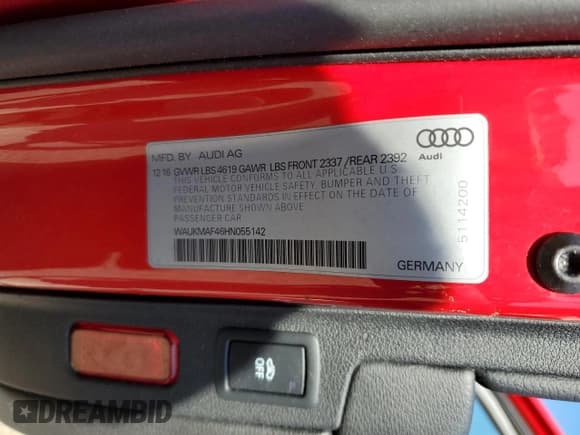 MFD. BY AUDI AG
12 16 GVWR LBS 4619 GAWR LBS FRONT 2337 / REAR 2392
THIS VEHICLE CONFORMS TO ALL APPLICABLE U.S
FEDERAL MOTOR VEHICLE SAFETY, BUMPER AND THEFT
PREVENTION STANDARDS IN EFFECT ON THE DATE OF
MANUFACTURE SHOWN ABOVE
PASSENGER CAR
WAUKMAF46HN055142
Audi
5114200
GERMANY
OFF
DREAMBID